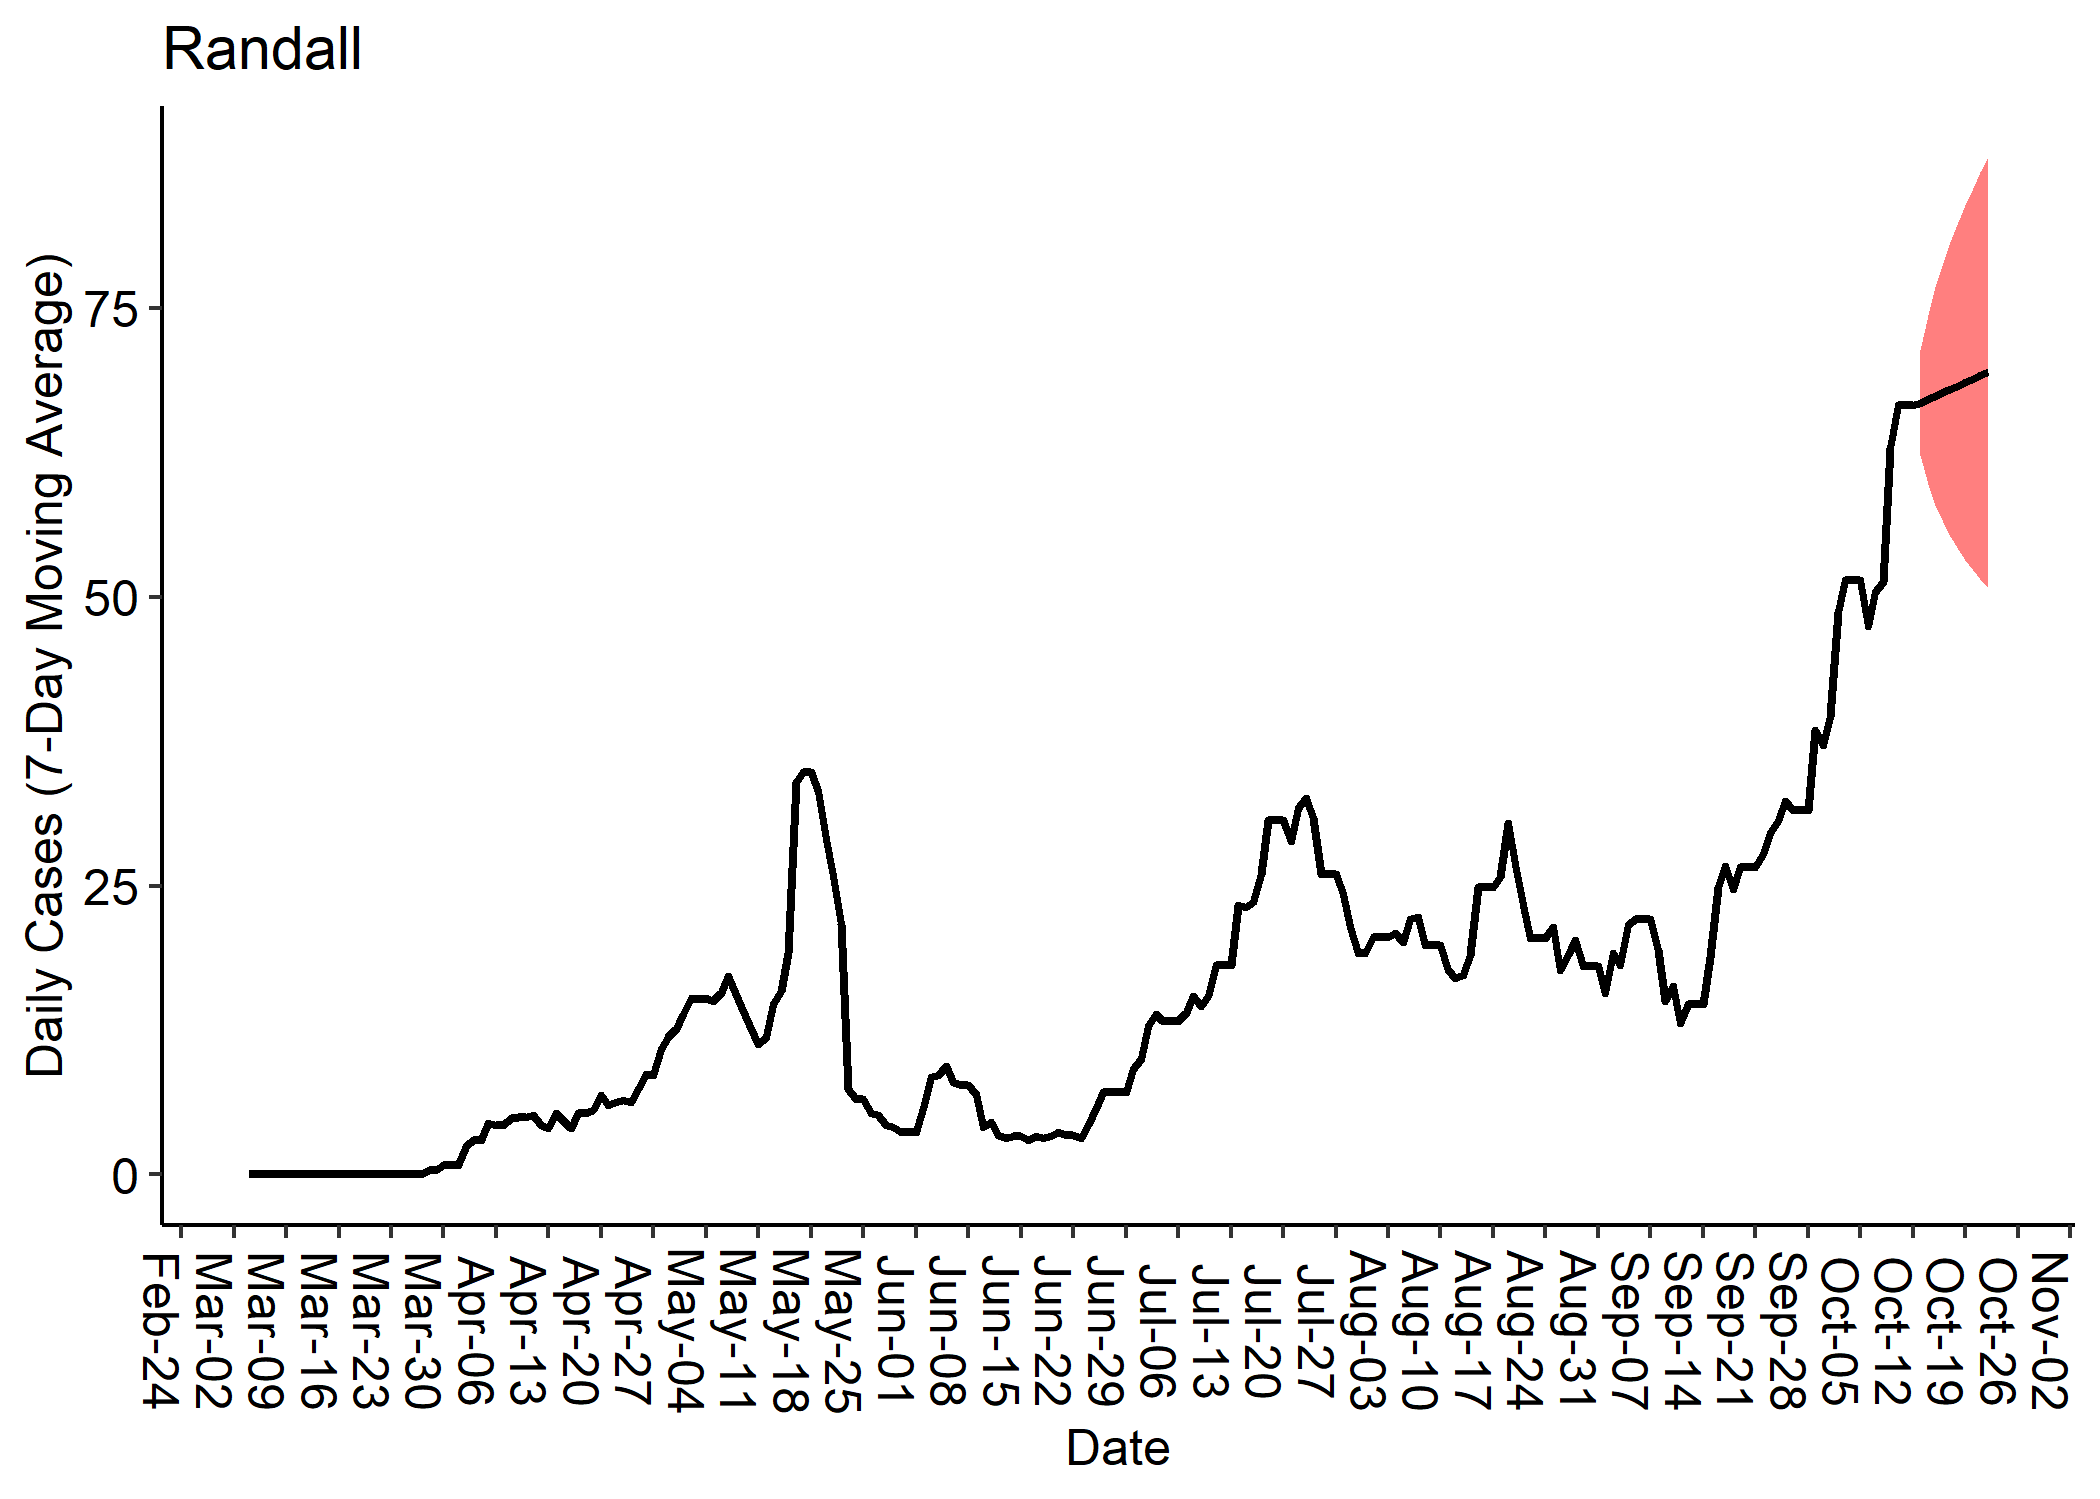 Randall
Daily Cases (7-Day Moving Average)
75
50
25
0
Feb-24
Mar-02
Mar-09
Mar-16
Mar-23
Mar-30
Apr-06
Apr-13
Apr-20
Apr-27
May-04
May-11
May-18
May-25
Jun-01
Jun-08
Jun-15
Jun-22
Jun-29
Jul-06
Jul-13
Jul-20
Jul-27
Aug-03
Aug-10
Aug-17
Aug-24
Aug-31
Sep-07
Sep-14
Sep-21
Sep-28
Oct-05
Oct-12
Oct-19
Oct-26
Nov-02
Date